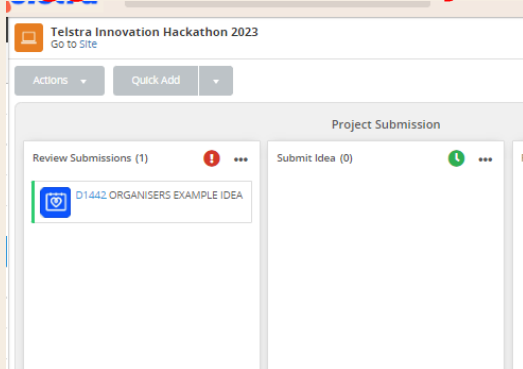 Telstra Innovation Hackathon 2023
Go to Site
Actions
Quick Add
Project Submission
Review Submissions (1)
Submit Idea (0)
D1442 ORGANISERS EXAMPLE IDEA